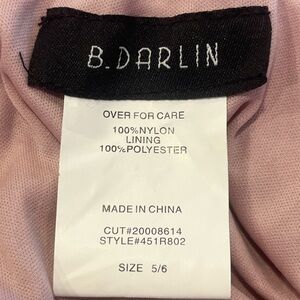 B.DARLIN
OVER FOR CARE
100%NYLON
LINING
100%POLYESTER
MADE IN CHINA
CUT#20008614
STYLE#451R802
SIZE 5/6